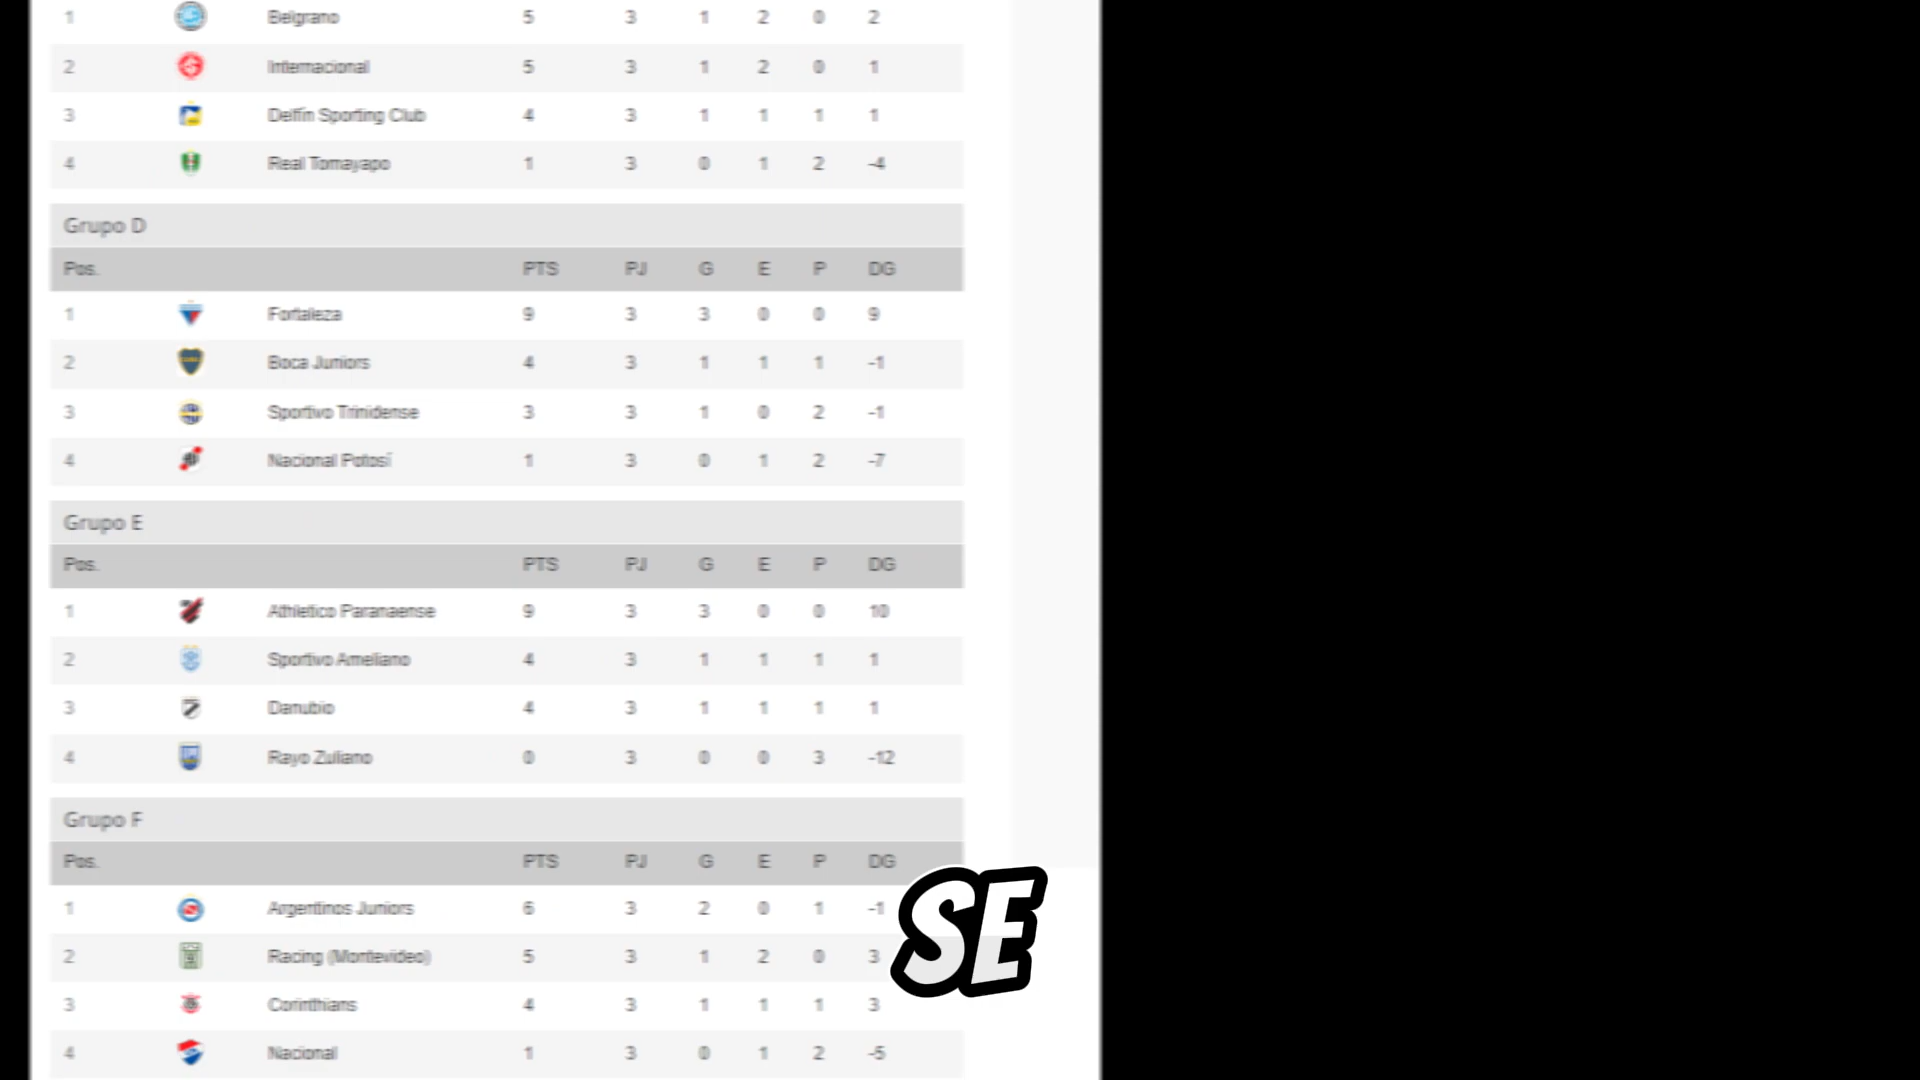 1 Belgrano 5 3 1 2 0 2
2 Internacional 5 3 1 2 0 1
3 Delfín Sporting Club 4 3 1 1 1 1
4 Real Tomayapo 1 3 0 1 2 -4
Grupo D
Pos. PTS PJ G E P DG
1 Fortaleza 9 3 3 0 0 9
2 Boca Juniors 4 3 1 1 1 -1
3 Sportivo Trinidense 3 3 1 0 2 -1
4 Nacional Potosí 1 3 0 1 2 -7
Grupo E
Pos. PTS PJ G E P DG
1 Athletico Paranaense 9 3 3 0 0 10
2 Sportivo Ameliano 4 3 1 1 1 1
3 Danubio 4 3 1 1 1 1
4 Rayo Zuliano 0 3 0 0 3 -12
Grupo F
Pos. PTS PJ G E P DG
1 Argentinos Juniors 6 3 2 0 1 -1
2 Racing (Montevideo) 5 3 1 2 0 3
SE
3 Corinthians 4 3 1 1 1 3
4 Nacional 1 3 0 1 2 -5